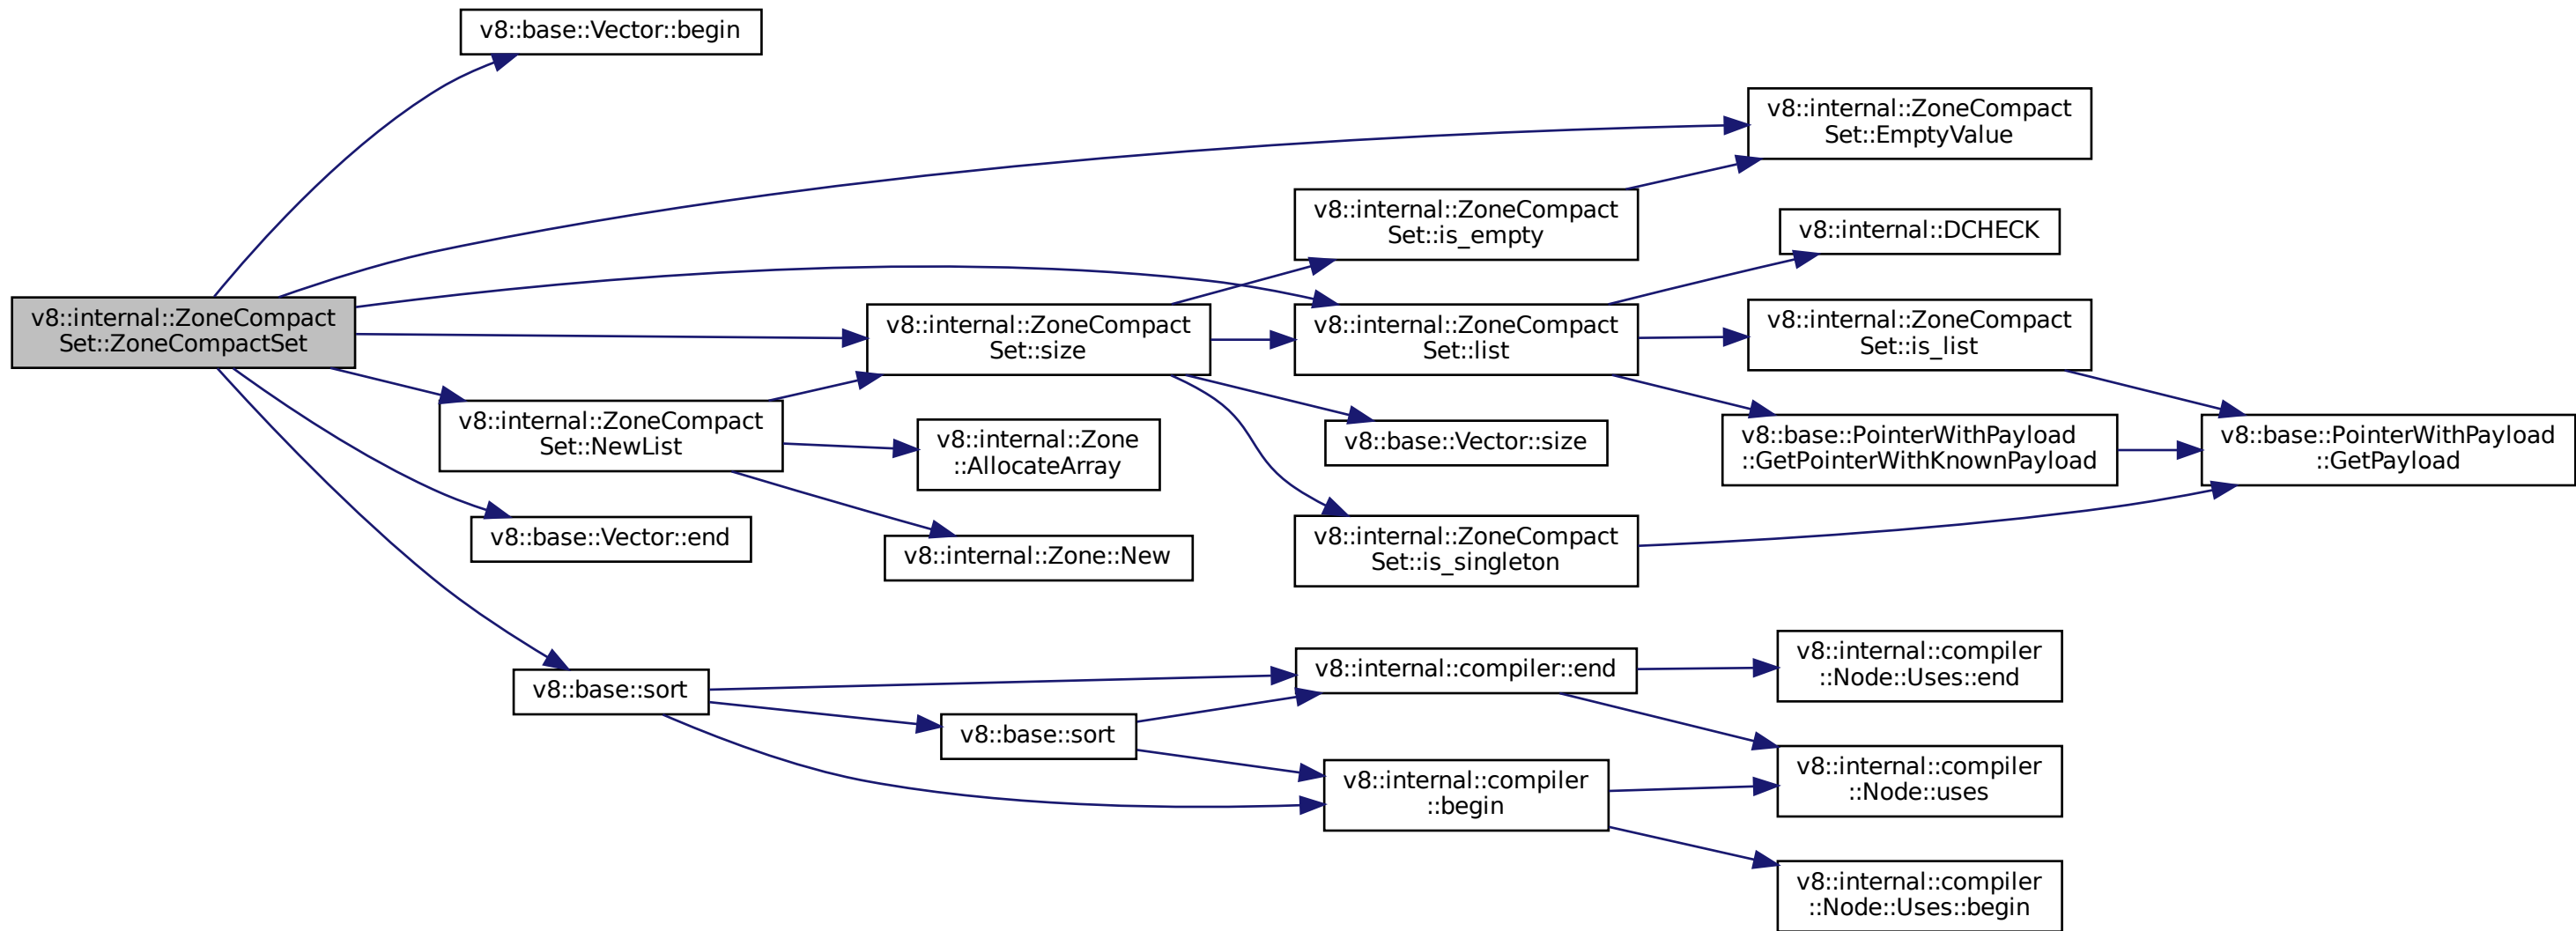 v8::base::Vector::begin
v8::internal::ZoneCompact
Set::EmptyValue
v8::internal::ZoneCompact
Set::is_empty
v8::internal::DCHECK
v8::internal::ZoneCompact
Set::ZoneCompactSet
v8::internal::ZoneCompact
Set::size
v8::internal::ZoneCompact
Set::list
v8::internal::ZoneCompact
Set::is_list
v8::internal::ZoneCompact
Set::NewList
v8::internal::Zone
::AllocateArray
v8::base::Vector::size
v8::base::PointerWithPayload
::GetPointerWithKnownPayload
v8::base::PointerWithPayload
::GetPayload
v8::base::Vector::end
v8::internal::Zone::New
v8::internal::ZoneCompact
Set::is_singleton
v8::base::sort
v8::internal::compiler::end
v8::internal::compiler
::Node::Uses::end
v8::base::sort
v8::internal::compiler
::begin
v8::internal::compiler
::Node::uses
v8::internal::compiler
::Node::Uses::begin